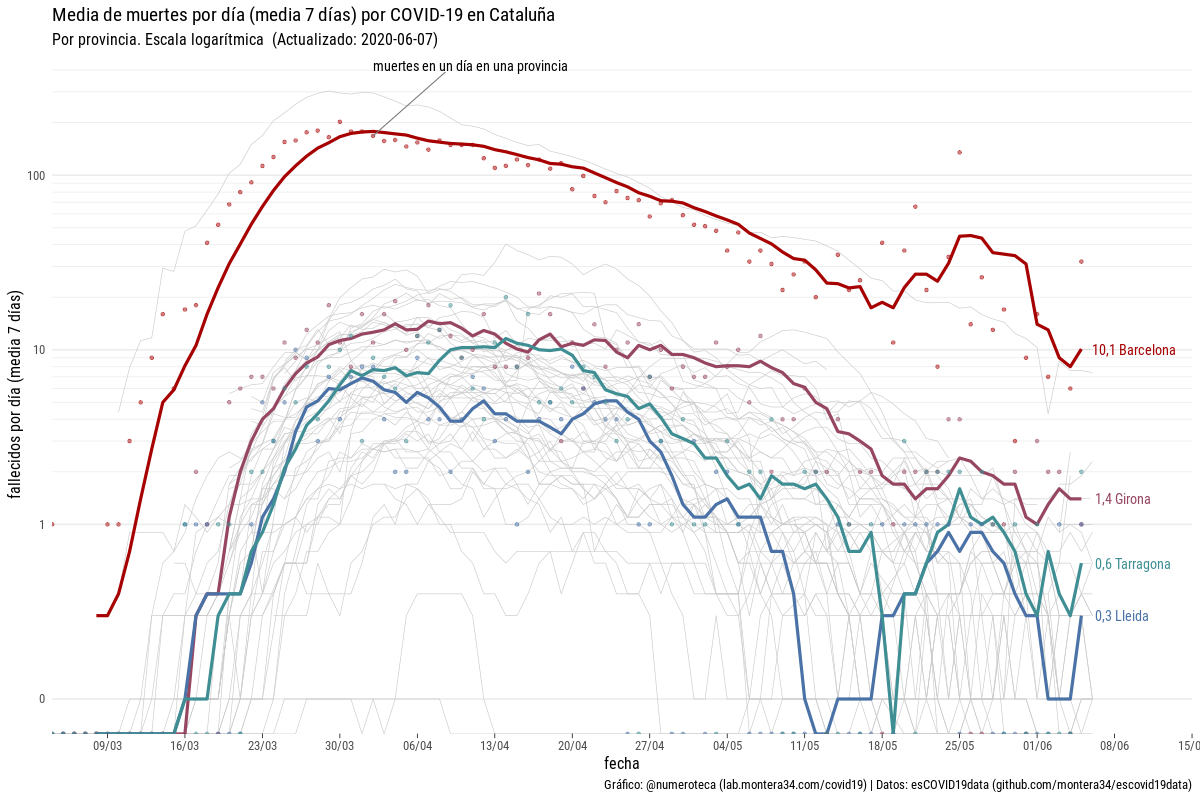 Media de muertes por día (media 7 días) por COVID-19 en Cataluña
Por provincia. Escala logarítmica (Actualizado: 2020-06-07)
muertes en un día en una provincia
fallecidos por día (media 7 días)
100
10
1
0
10,1 Barcelona
1,4 Girona
0,6 Tarragona
0,3 Lleida
09/03 16/03 23/03 30/03 06/04 13/04 20/04 27/04 04/05 11/05 18/05 25/05 01/06 08/06 15/0
fecha
Gráfico: @numeroteca (lab.montera34.com/covid19) | Datos: esCOVID19data (github.com/montera34/escovid19data)